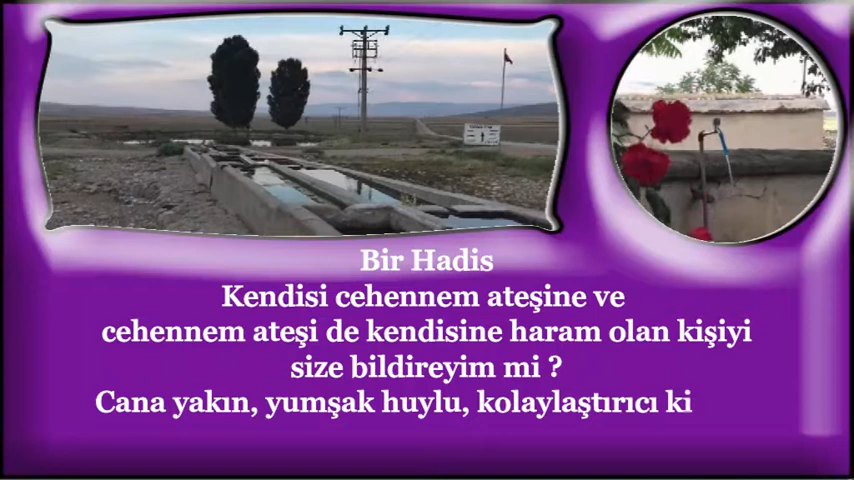 Bir Hadis
Kendisi cehennem ateşine ve
cehennem ateşi de kendisine haram olan kişiyi
size bildireyim mi ?
Cana yakın, yumşak huylu, kolaylaştırıcı ki